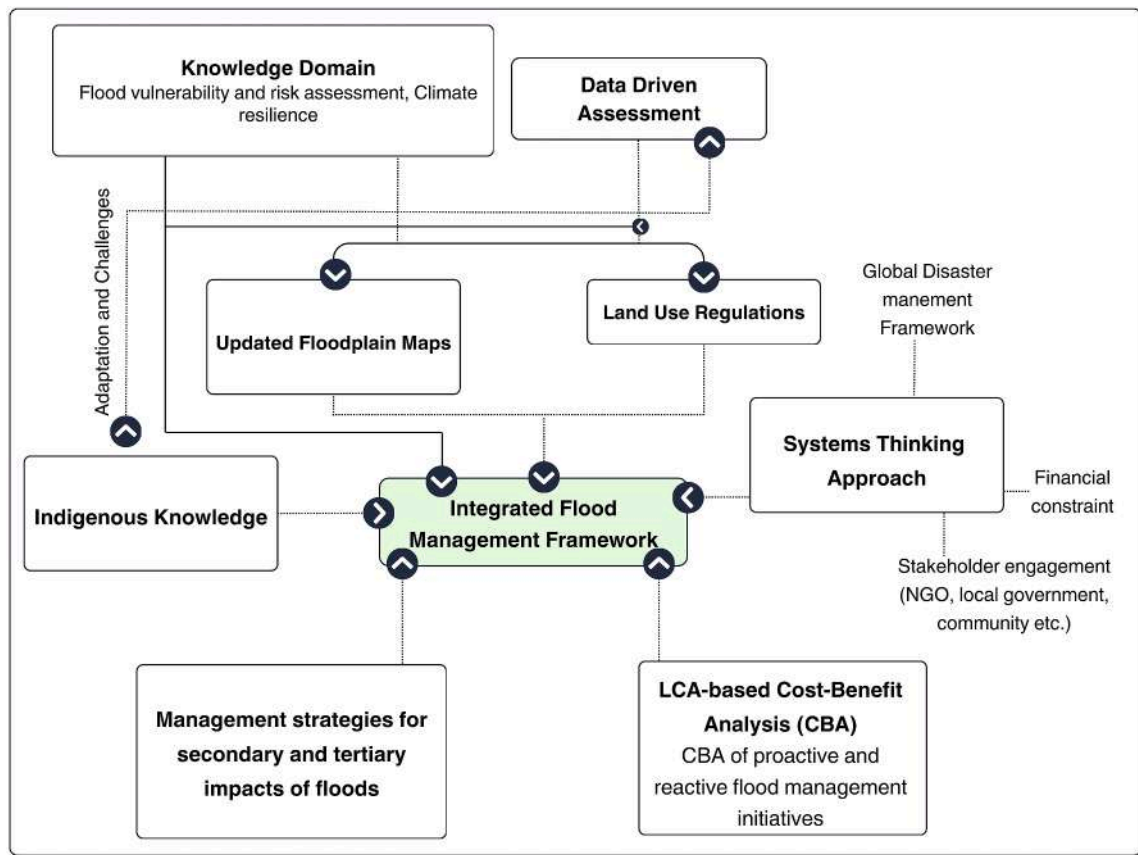 Knowledge Domain
Flood vulnerability and risk assessment, Climate
resilience
Data Driven
Assessment
Adaptation and Challenges
Updated Floodplain Maps
Land Use Regulations
Global Disaster
manement
Framework
Systems Thinking
Approach
Financial
constraint
Stakeholder engagement
(NGO, local government,
community etc.)
Indigenous Knowledge
Integrated Flood
Management Framework
Management strategies for
secondary and tertiary
impacts of floods
LCA-based Cost-Benefit
Analysis (CBA)
CBA of proactive and
reactive flood management
initiatives